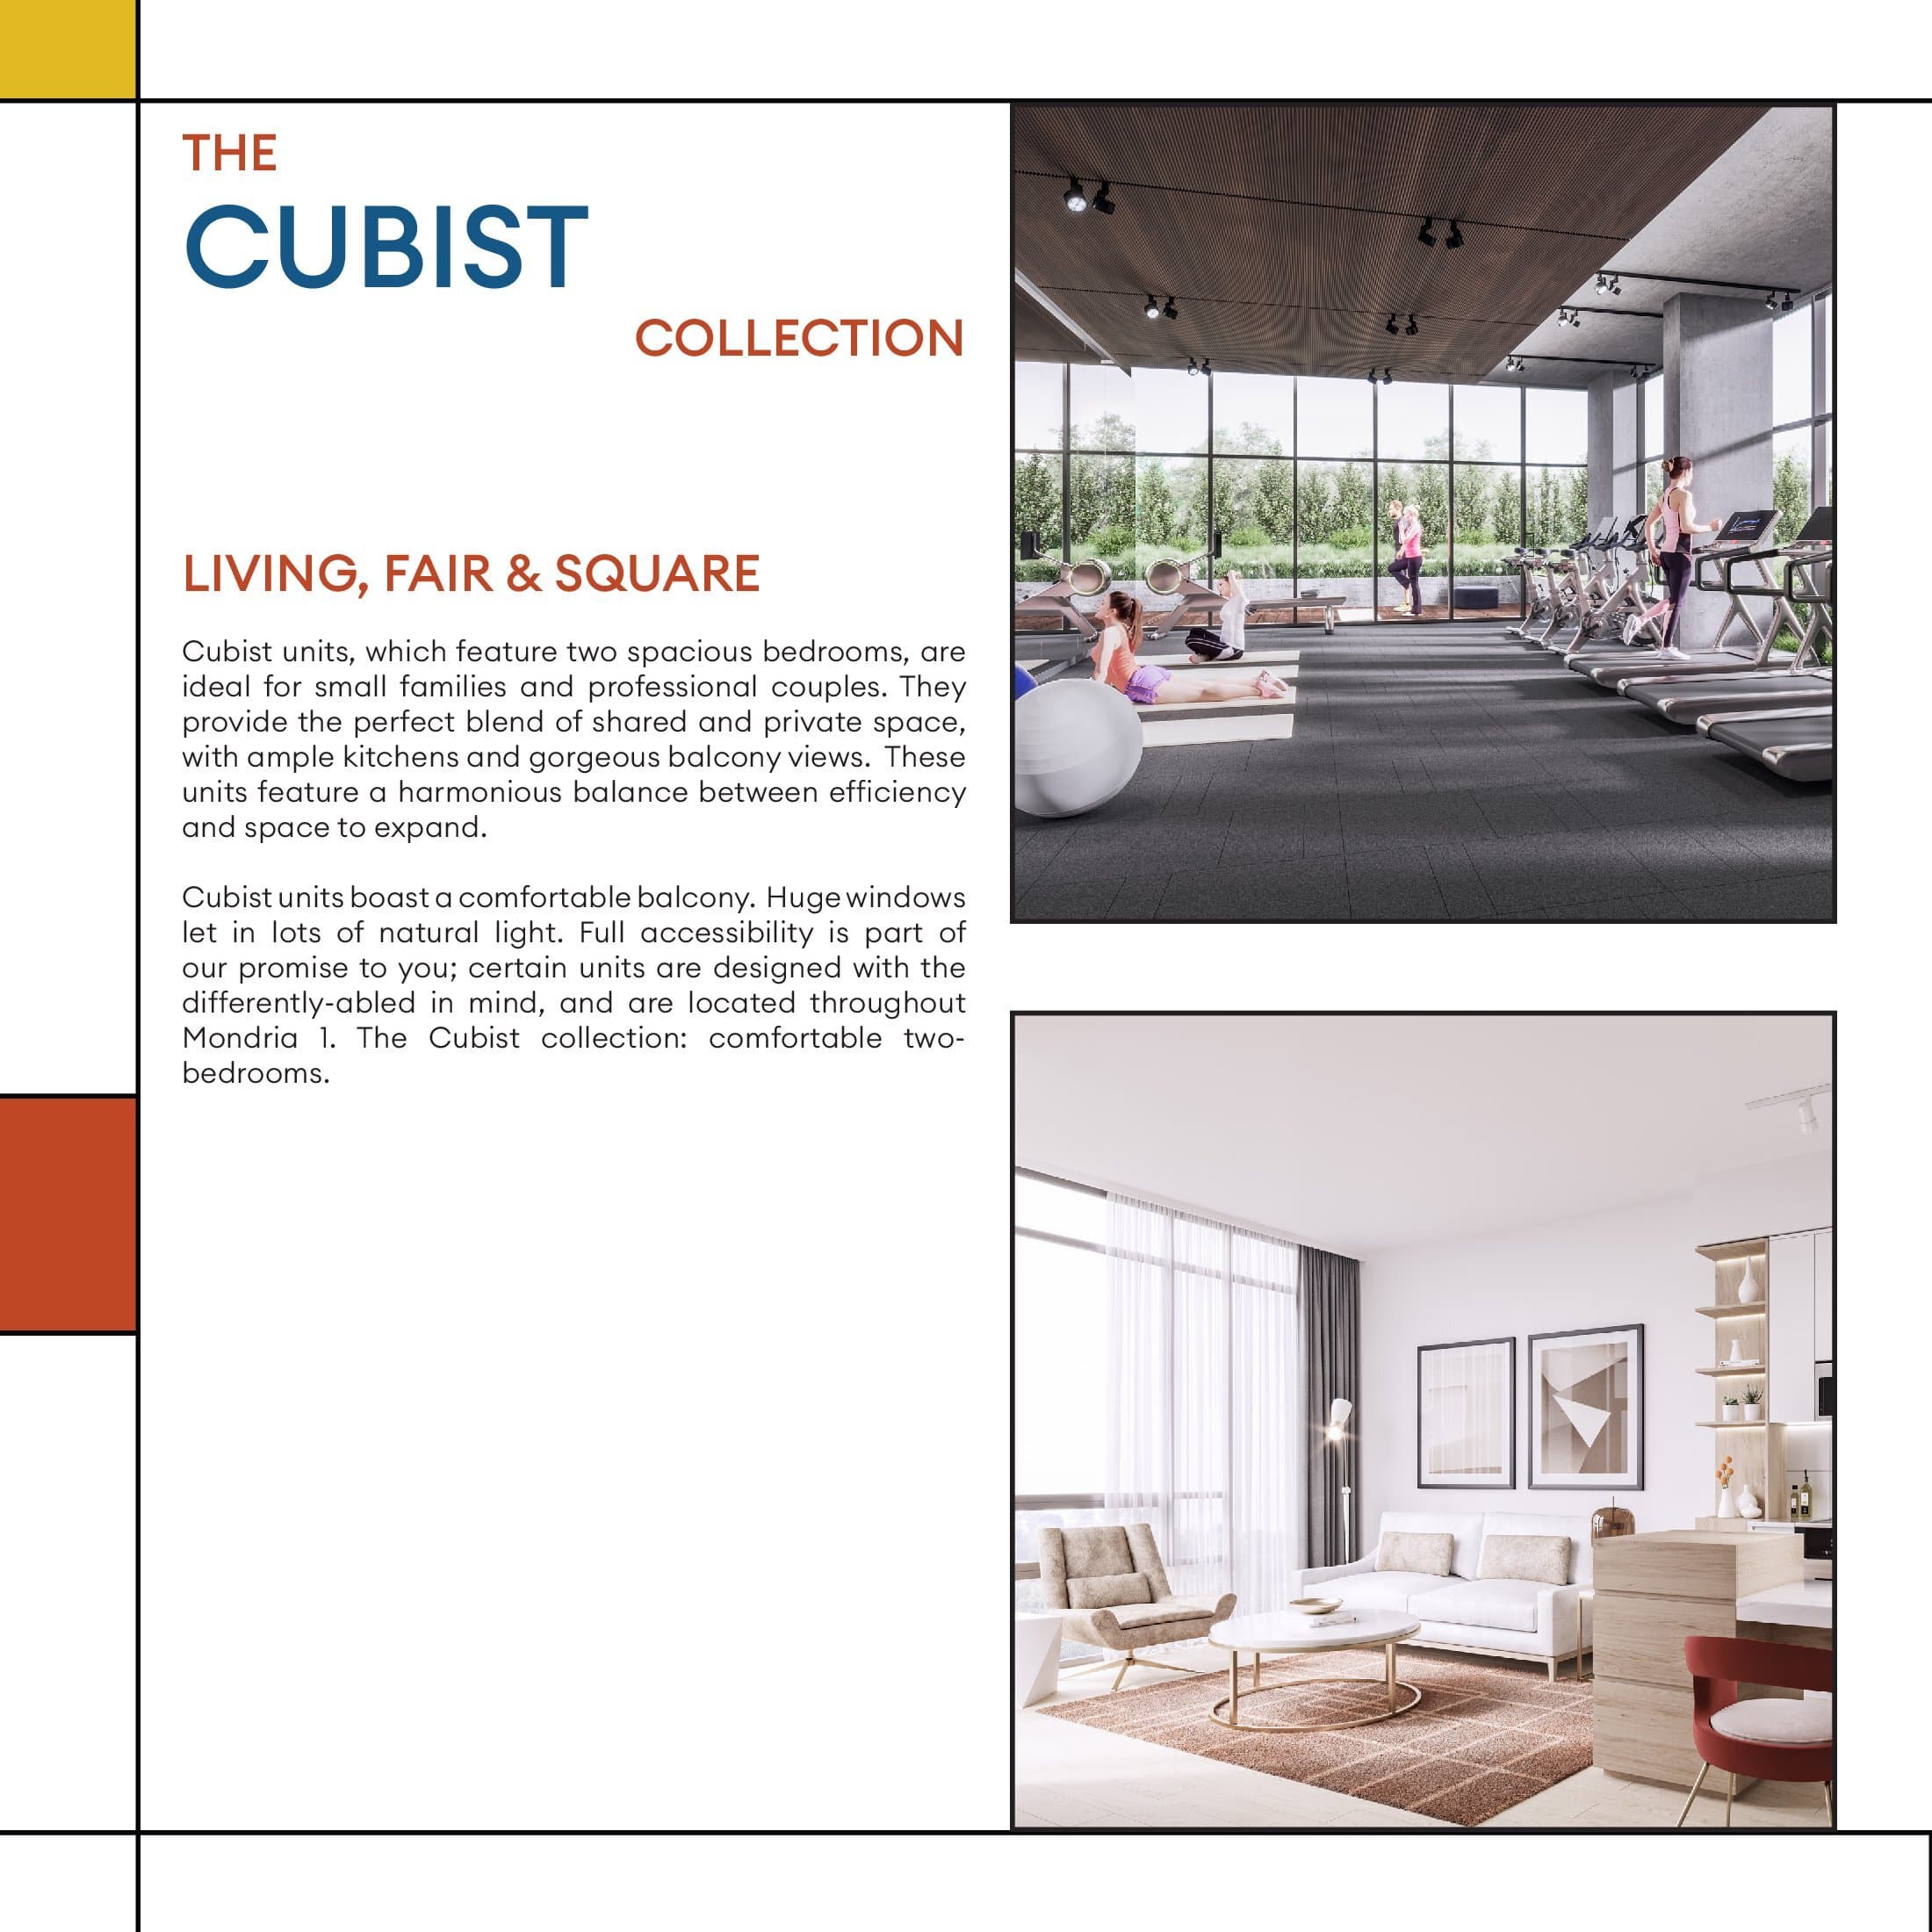 THE
CUBIST
COLLECTION
LIVING, FAIR & SQUARE
Cubist units, which feature two spacious bedrooms, are
ideal for small families and professional couples. They
provide the perfect blend of shared and private space,
with ample kitchens and gorgeous balcony views. These
units feature a harmonious balance between efficiency
and space to expand.
Cubist units boast a comfortable balcony. Huge windows
let in lots of natural light. Full accessibility is part of
our promise to you; certain units are designed with the
differently-abled in mind, and are located throughout
Mondria 1. The Cubist collection: comfortable two-
bedrooms.